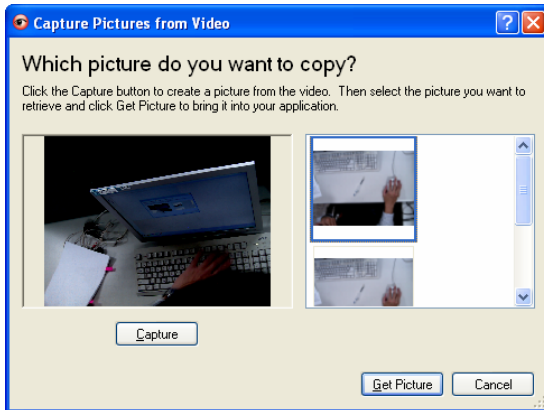 Capture Pictures from Video
Which picture do you want to copy?
Click the Capture button to create a picture from the video. Then select the picture you want to
retrieve and click Get Picture to bring it into your application.
Capture
Get Picture
Cancel